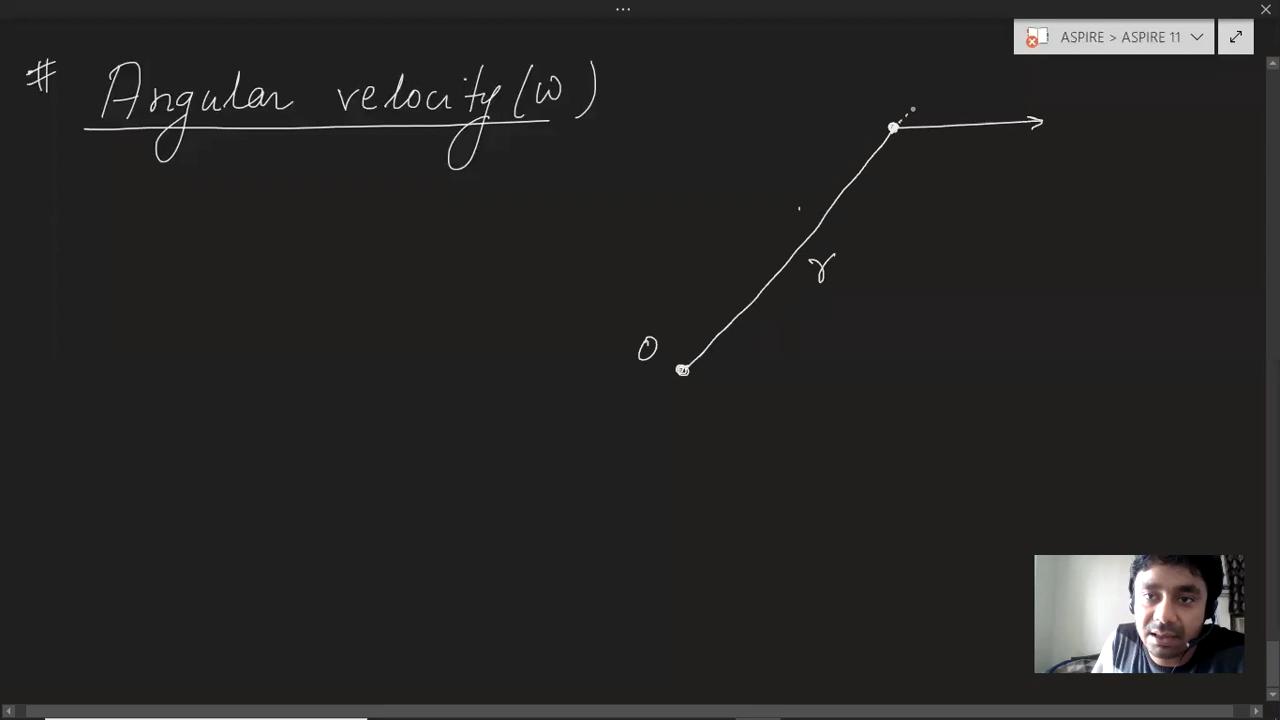 ASPIRE > ASPIRE 11
# Angular velocity (ω)
r
O